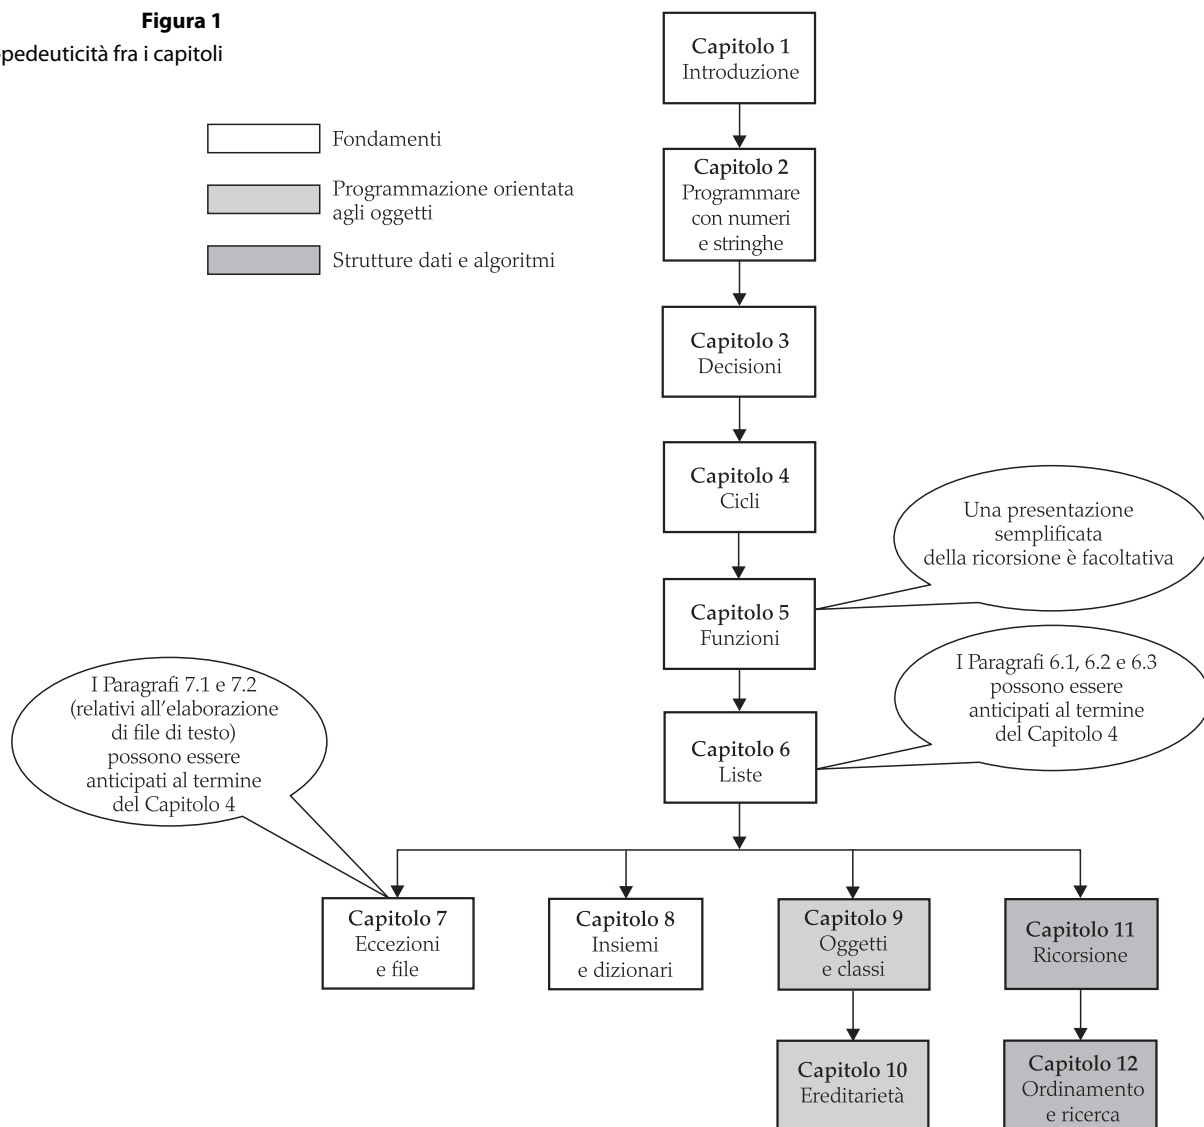 Figura 1
opedeuticità fra i capitoli
Fondamenti
Programmazione orientata
agli oggetti
Strutture dati e algoritmi
Capitolo 1
Introduzione
Capitolo 2
Programmare
con numeri
e stringhe
Capitolo 3
Decisioni
Capitolo 4
Cicli
Una presentazione
semplificata
della ricorsione è facoltativa
Capitolo 5
Funzioni
I Paragrafi 6.1, 6.2 e 6.3
possono essere
anticipati al termine
del Capitolo 4
Capitolo 6
Liste
I Paragrafi 7.1 e 7.2
(relativi all'elaborazione
di file di testo)
possono essere
anticipati al termine
del Capitolo 4
Capitolo 7
Eccezioni
e file
Capitolo 8
Insiemi
e dizionari
Capitolo 9
Oggetti
e classi
Capitolo 11
Ricorsione
Capitolo 10
Ereditarietà
Capitolo 12
Ordinamento
e ricerca